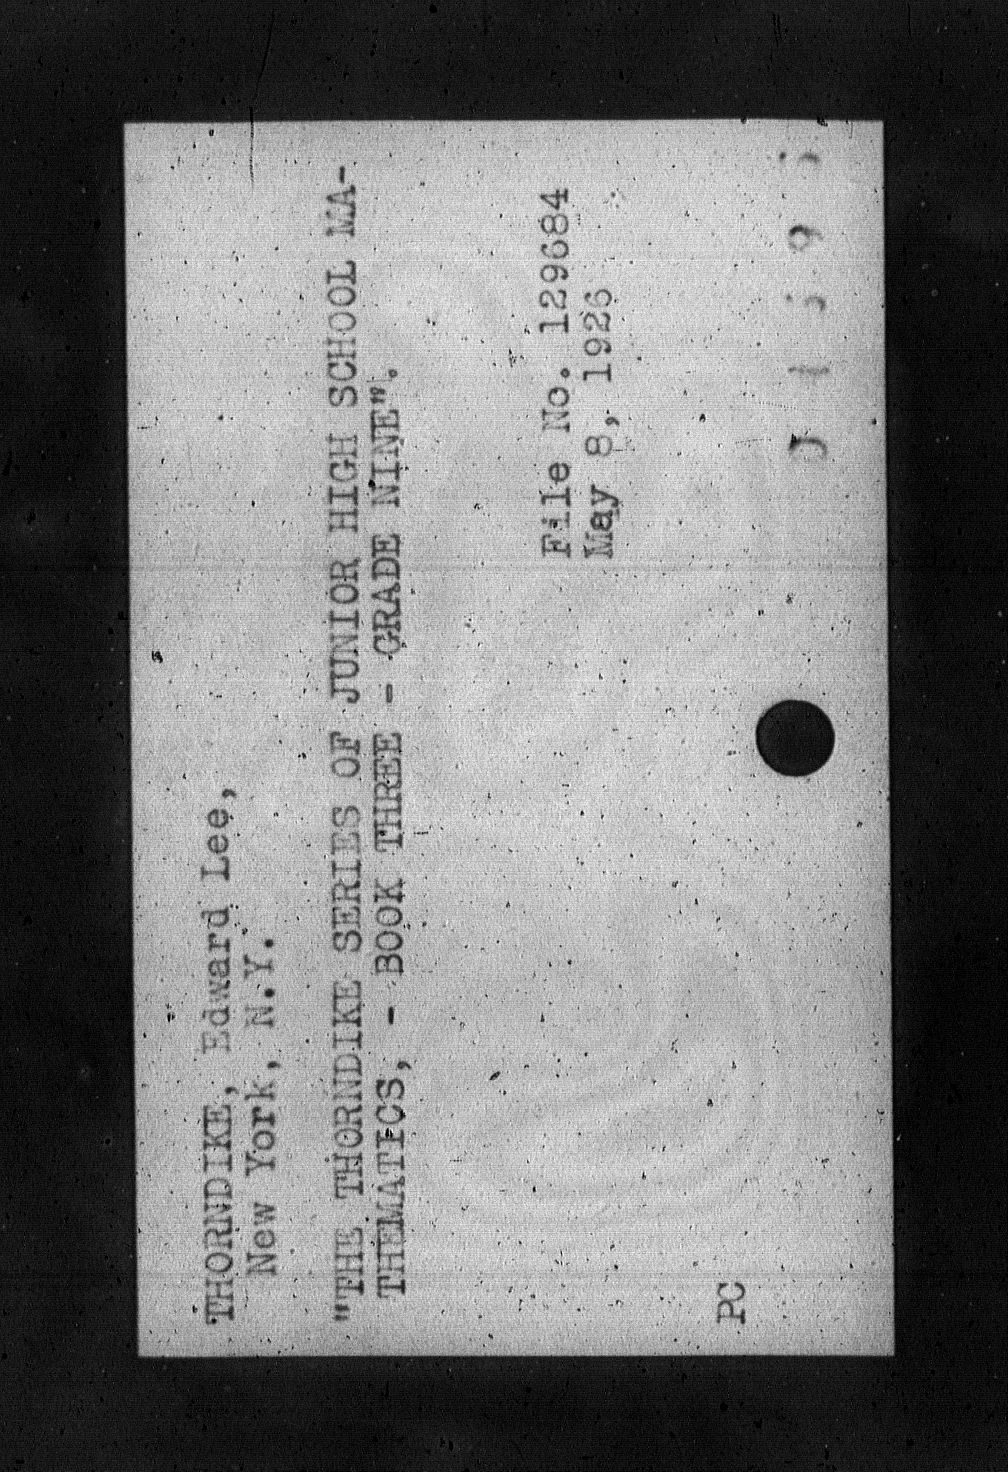 THORNDIKE, Edward Lee,
New York, N.Y.
"THE THORNDIKE SERIES OF JUNIOR HIGH SCHOOL MA-
THEMATICS, - BOOK THREE - GRADE NINE".
File No. 129684
May 8, 1926
PC